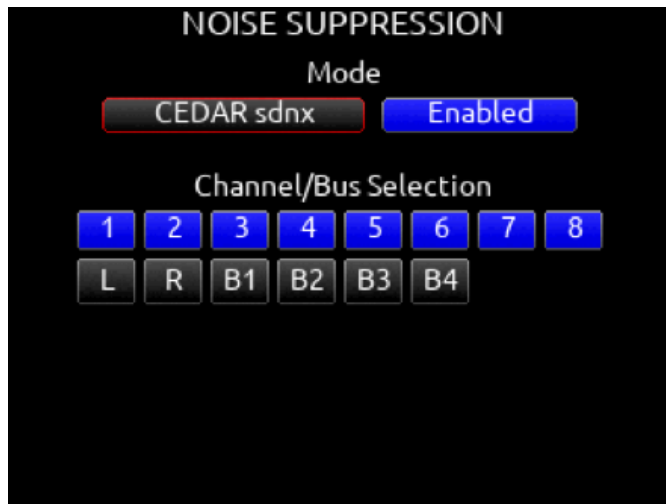 NOISE SUPPRESSION
Mode
CEDAR sdnx Enabled
Channel/Bus Selection
1 2 3 4 5 6 7 8
L R B1 B2 B3 B4